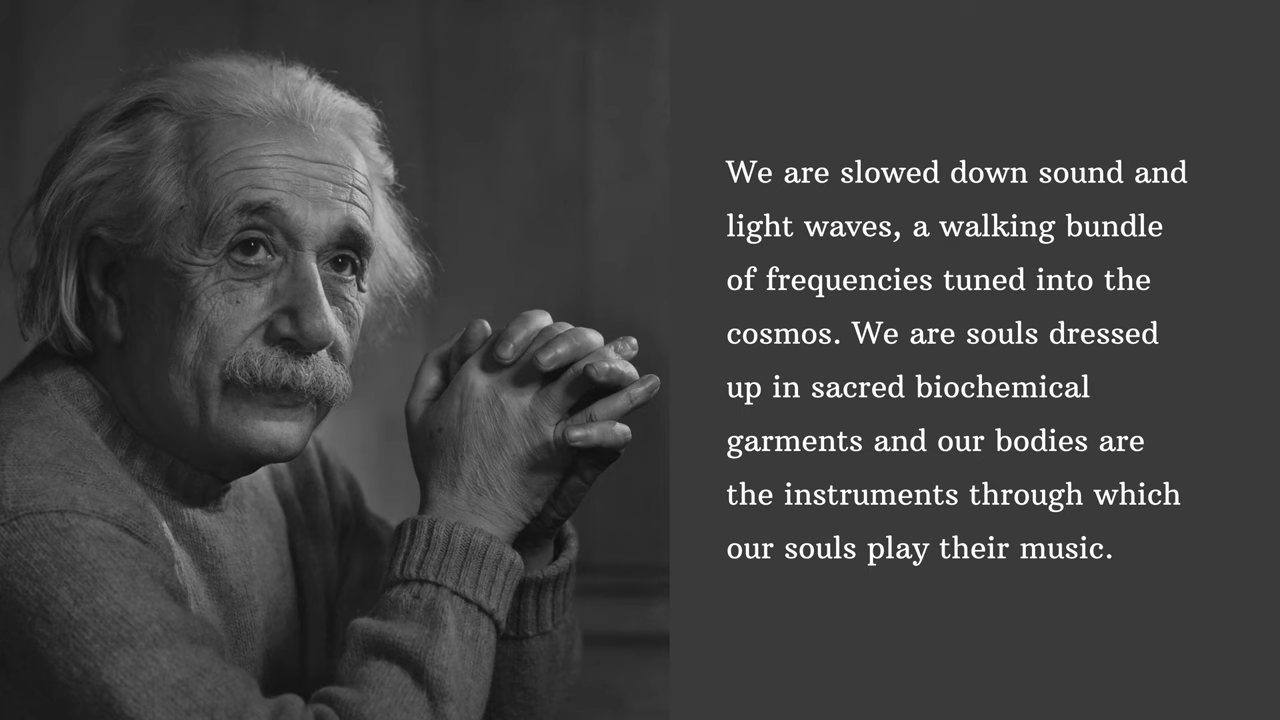 We are slowed down sound and
light waves, a walking bundle
of frequencies tuned into the
cosmos. We are souls dressed
up in sacred biochemical
garments and our bodies are
the instruments through which
our souls play their music.